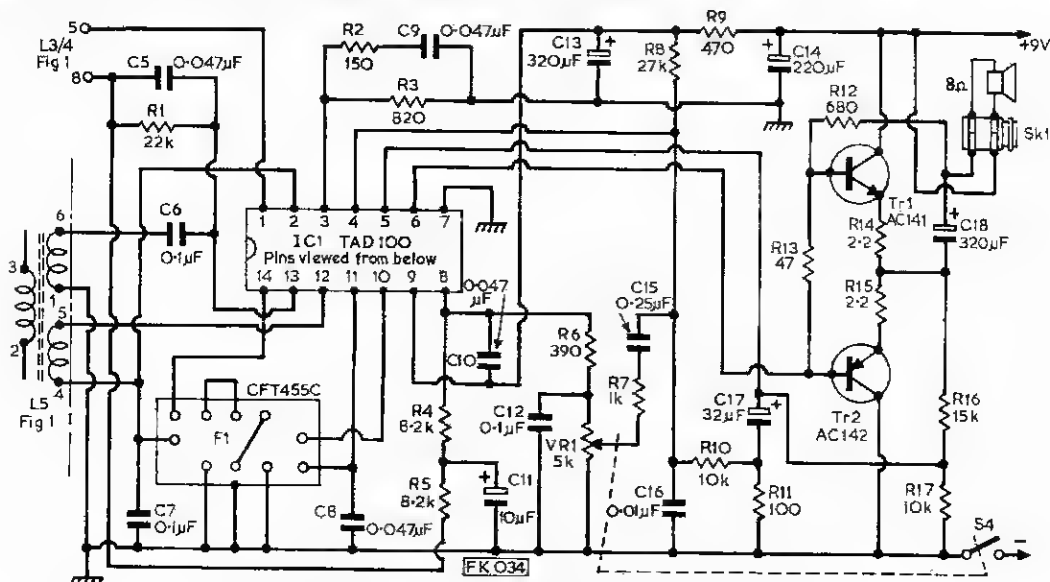 5
L3/4
Fig 1
8
C5
0·047µF
R1
22k
R2
150
C9
0·047µF
R3
820
C13
320µF
+
R8
27k
R9
470
+
C14
220µF
+9V
8Ω
Sk1
R12
680
Tr1
AC141
C6
0·1µF
1 2 3 4 5 6 7
IC1 TAD100
Pins viewed from below
14 13 12 11 10 9 8
6
3
1
5
2
4
L5
Fig 1
CFT455C
F1
C7
0·1µF
C8
0·047µF
0·047
µF
C10
R4
8·2k
R5
8·2k
+
C11
10µF
R6
390
C12
0·1µF
VR1
5k
C15
0·25µF
R7
1k
C16
0·01µF
R10
10k
C17
32µF
+
R11
100
R13
47
R14
2·2
R15
2·2
+
C18
320µF
Tr2
AC142
R16
15k
R17
10k
S4
−
FK 034